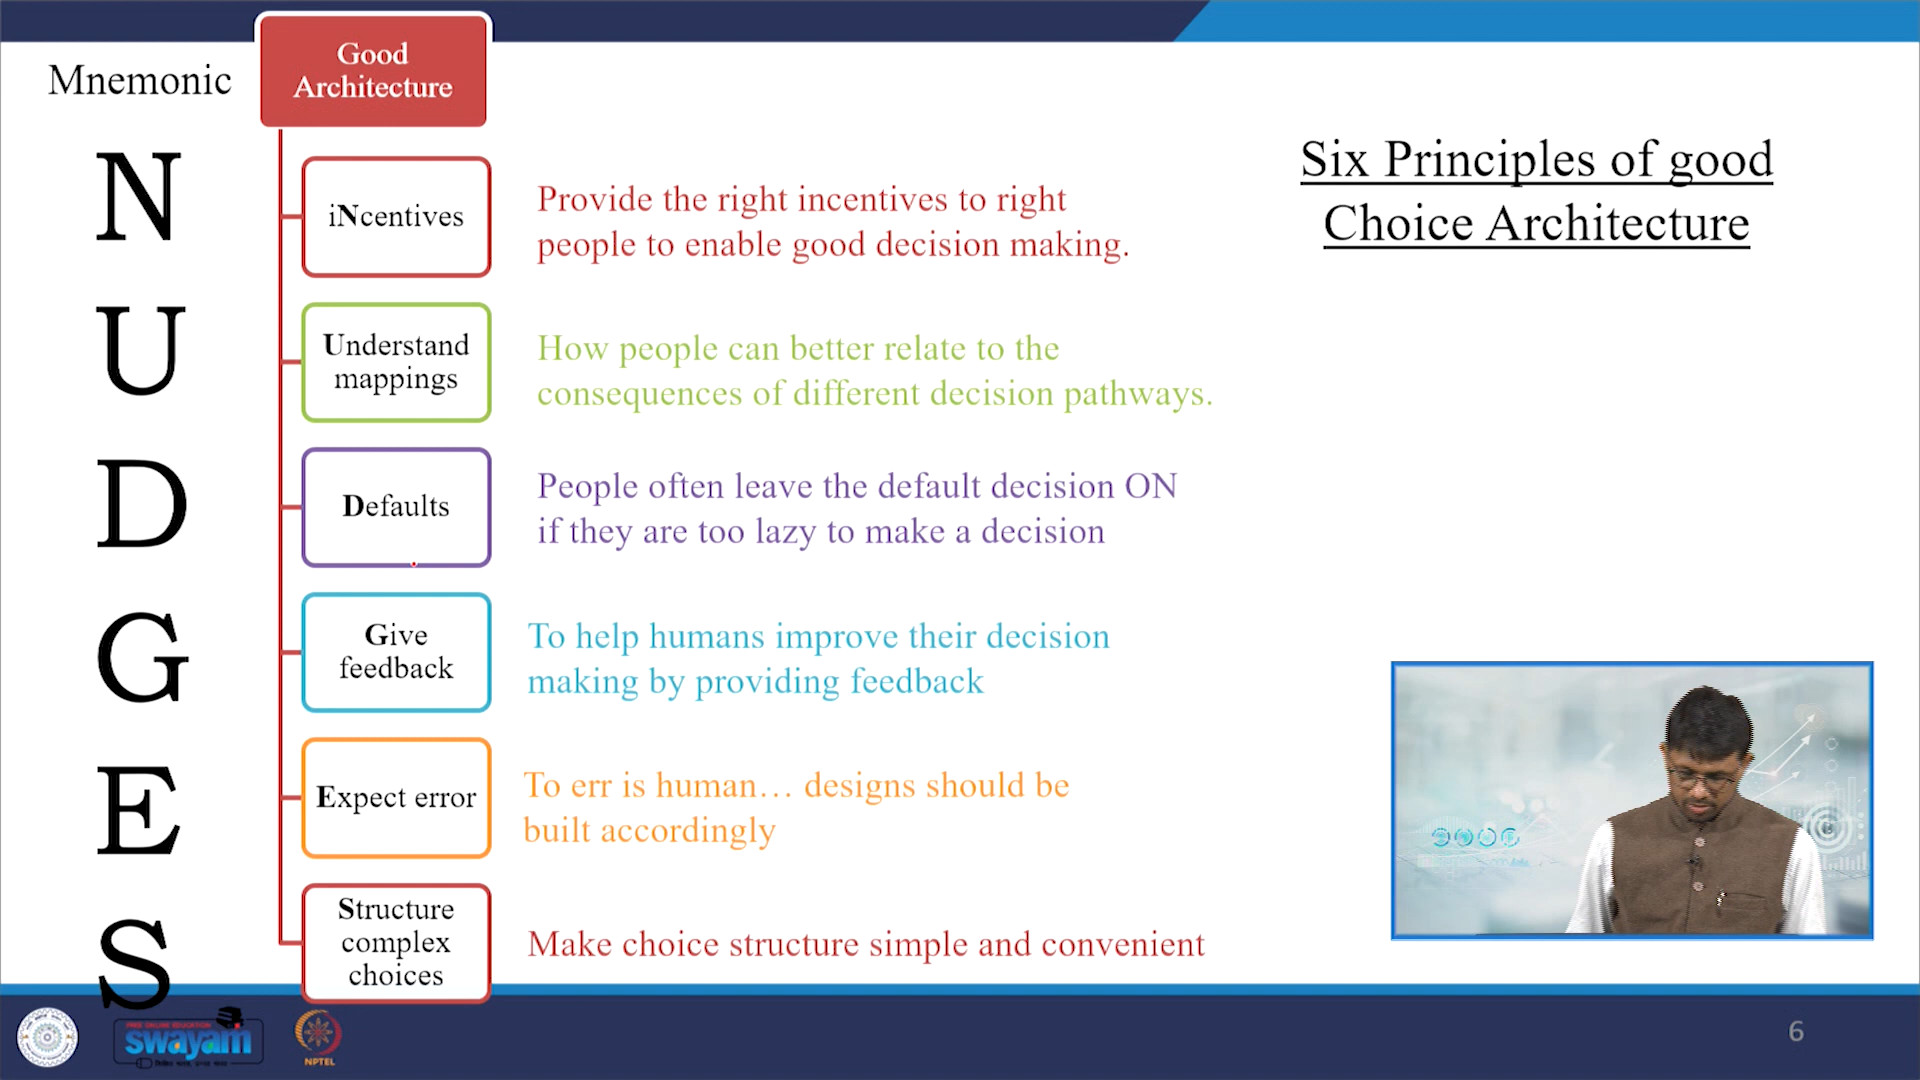 Mnemonic
Good
Architecture
Six Principles of good
Choice Architecture
N
iNcentives
Provide the right incentives to right
people to enable good decision making.
U
Understand
mappings
How people can better relate to the
consequences of different decision pathways.
D
Defaults
People often leave the default decision ON
if they are too lazy to make a decision
G
Give
feedback
To help humans improve their decision
making by providing feedback
E
Expect error
To err is human… designs should be
built accordingly
S
Structure
complex
choices
Make choice structure simple and convenient
FREE ONLINE EDUCATION
swayam
NPTEL
6